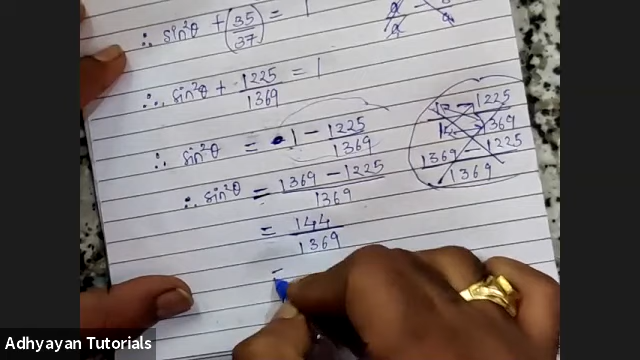 ∴ sin²θ + (35/37)² = 1
∴ sin²θ + 1225/1369 = 1
∴ sin²θ = 1 - 1225/1369
∴ sin²θ = 1369 - 1225/1369
= 144/1369
=
1225
1369
1225
1369
Adhyayan Tutorials